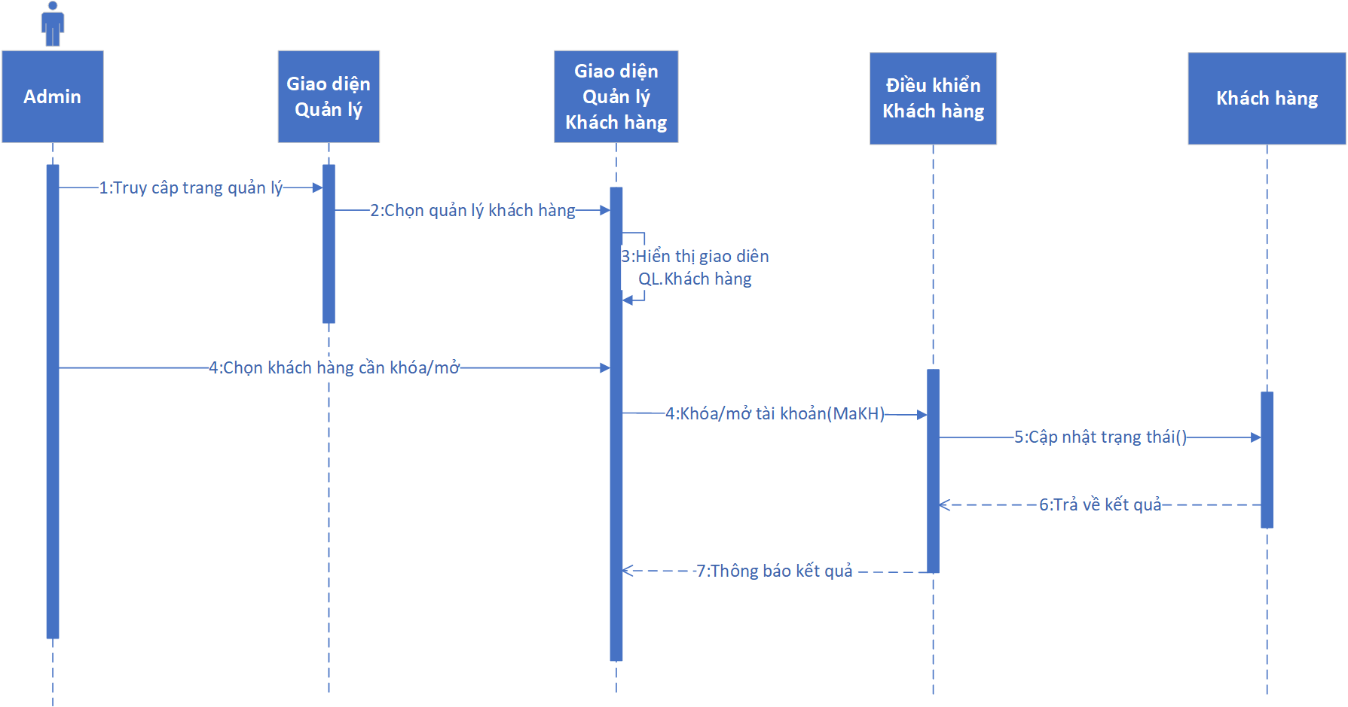 Admin
Giao diện
Quản lý
Giao diện
Quản lý
Khách hàng
Điều khiển
Khách hàng
Khách hàng
1:Truy câp trang quản lý
2:Chọn quản lý khách hàng
3:Hiển thị giao diên
QL.Khách hàng
4:Chọn khách hàng cần khóa/mở
4:Khóa/mở tài khoản(MaKH)
5:Cập nhật trạng thái()
6:Trả về kết quả
7:Thông báo kết quả